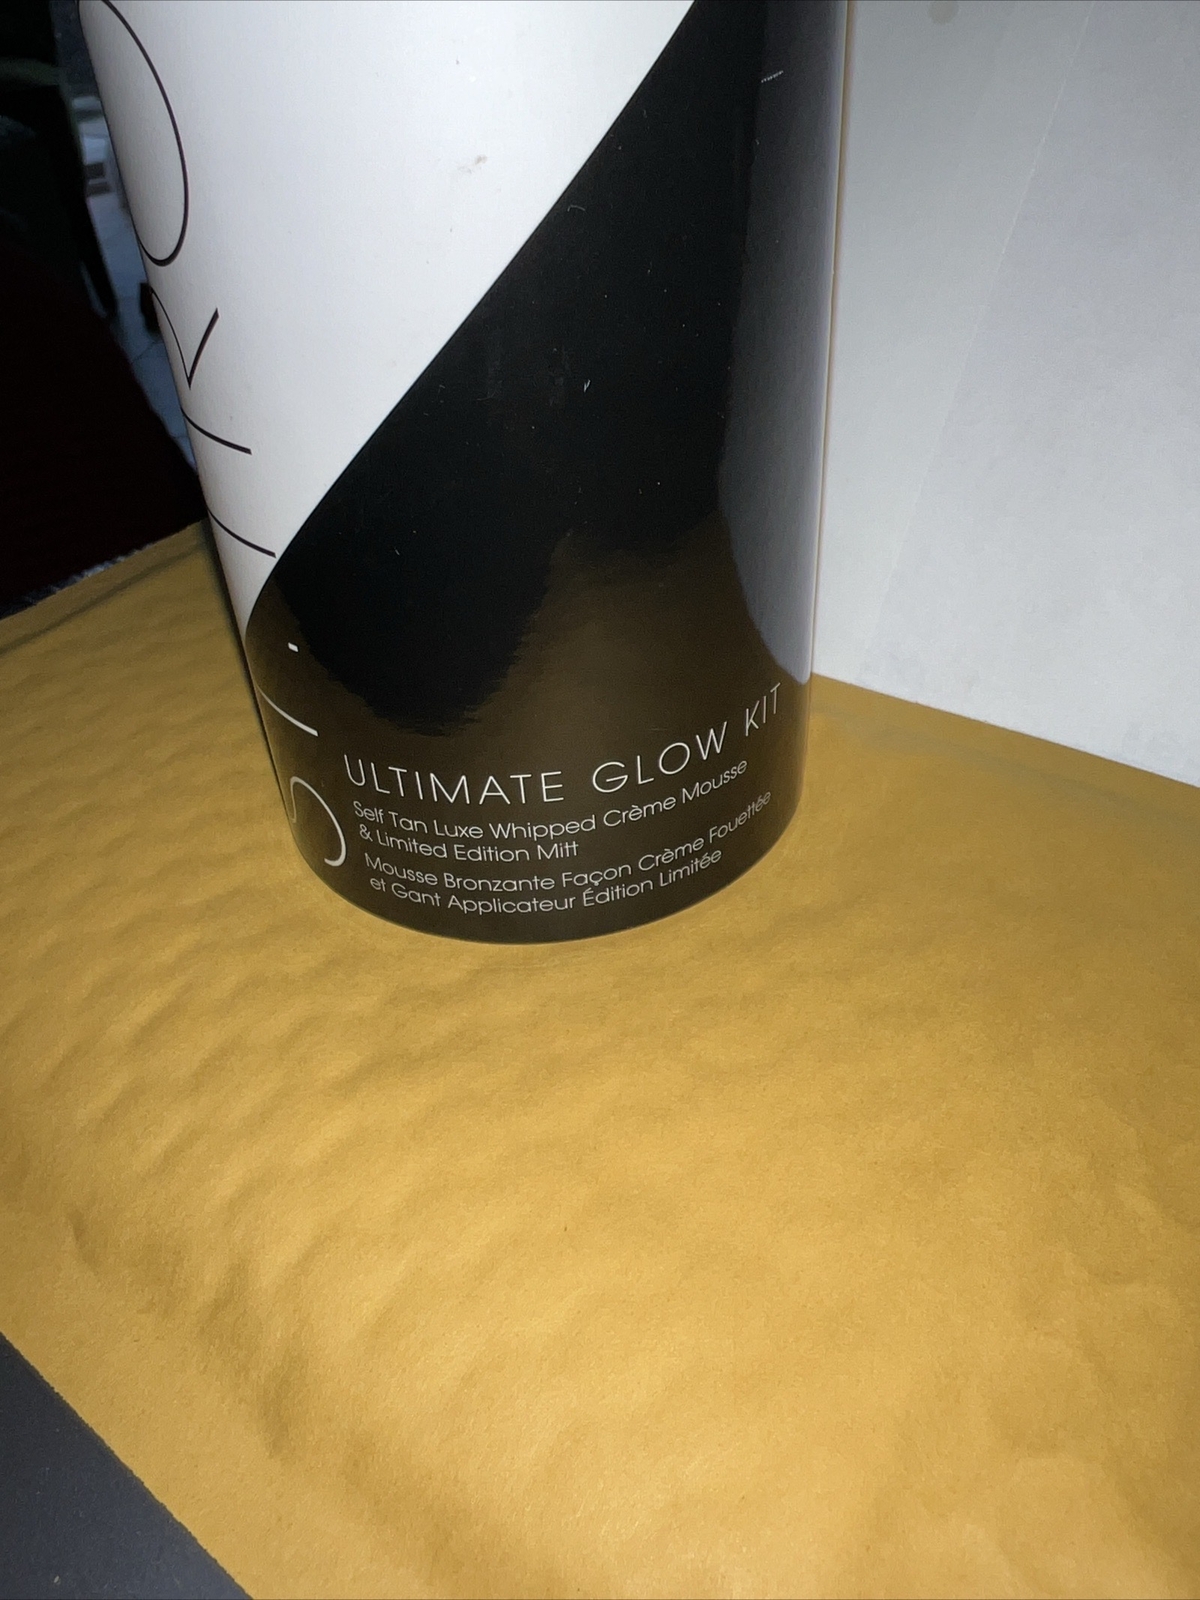 ST.
ULTIMATE GLOW KIT
Self Tan Luxe Whipped Crème Mousse
& Limited Edition Mitt
Mousse Bronzante Façon Crème Fouettée
et Gant Applicateur Édition Limitée